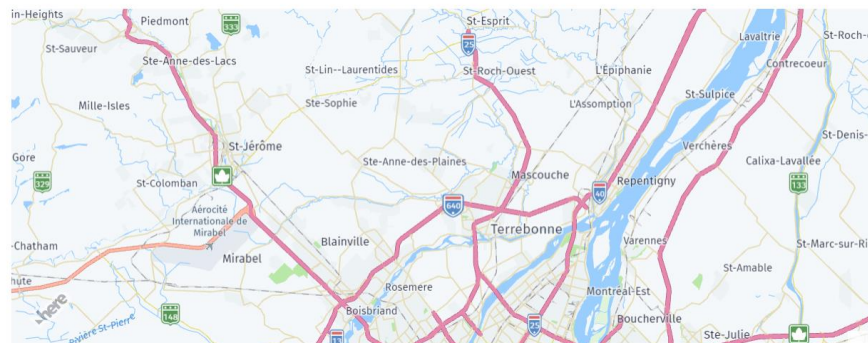 in-Heights
Piedmont
333
St-Esprit
Lavaltrie
St-Roch-d
St-Sauveur
25
Ste-Anne-des-Lacs
St-Lin--Laurentides
St-Roch-Ouest
L'Épiphanie
Contrecoeur
Mille-Isles
Ste-Sophie
L'Assomption
St-Sulpice
St-Denis-
St-Jérôme
Verchères
Gore
Ste-Anne-des-Plaines
Calixa-Lavallée
329
St-Colomban
Mascouche
Repentigny
133
40
Aérocité
Internationale de
Mirabel
640
Terrebonne
-Chatham
Blainville
Varennes
St-Marc-sur-Ri
Mirabel
St-Amable
hute
Rosemere
Montréal-Est
here
148
Boisbriand
Boucherville
Rivière St-Pierre
25
Ste-Julie